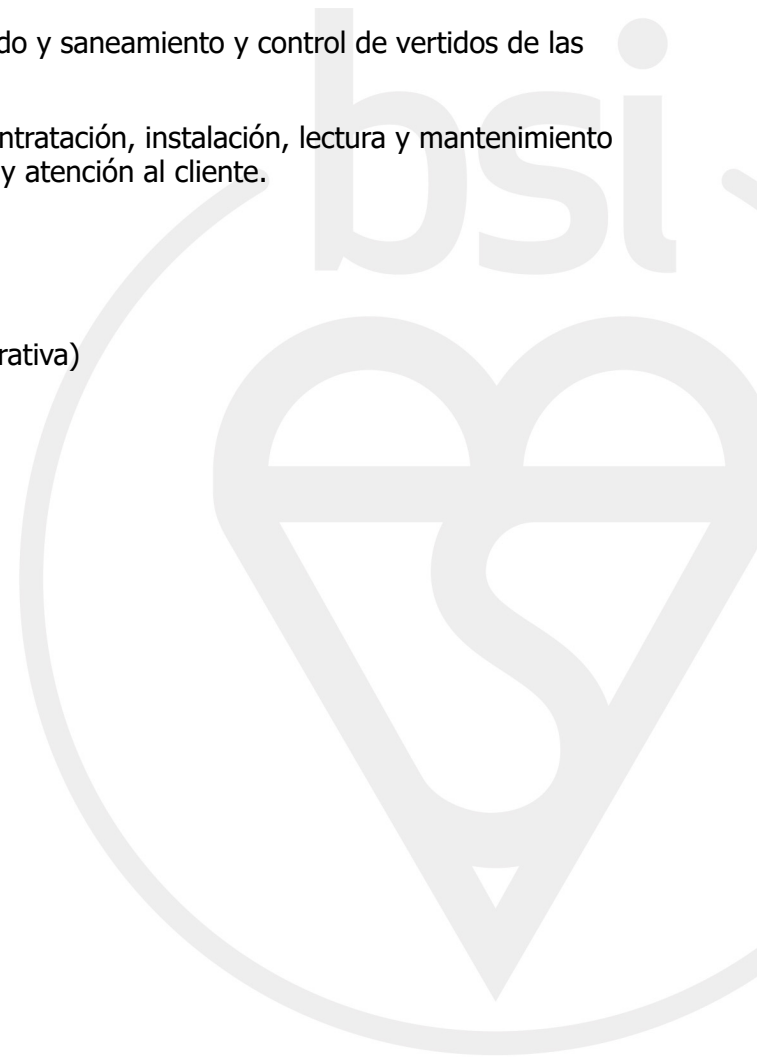 bsi
do y saneamiento y control de vertidos de las
ntratación, instalación, lectura y mantenimiento
y atención al cliente.
rativa)